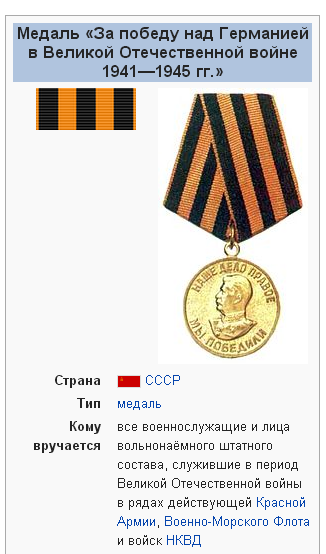 Медаль «За победу над Германией
в Великой Отечественной войне
1941—1945 гг.»
НАШЕ ДЕЛО ПРАВОЕ
МЫ ПОБЕДИЛИ
Страна СССР
Тип медаль
Кому вручается все военнослужащие и лица
вольнонаёмного штатного
состава, служившие в период
Великой Отечественной войны
в рядах действующей Красной
Армии, Военно-Морского Флота
и войск НКВД